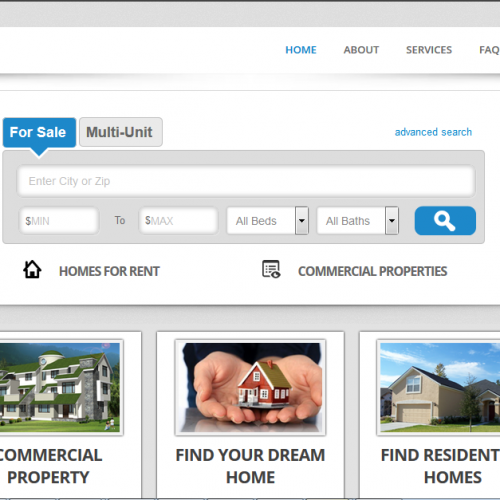 HOME ABOUT SERVICES FAQ
For Sale Multi-Unit advanced search
Enter City or Zip
$MIN To $MAX All Beds All Baths
HOMES FOR RENT COMMERCIAL PROPERTIES
COMMERCIAL
PROPERTY
FIND YOUR DREAM
HOME
FIND RESIDENT
HOMES